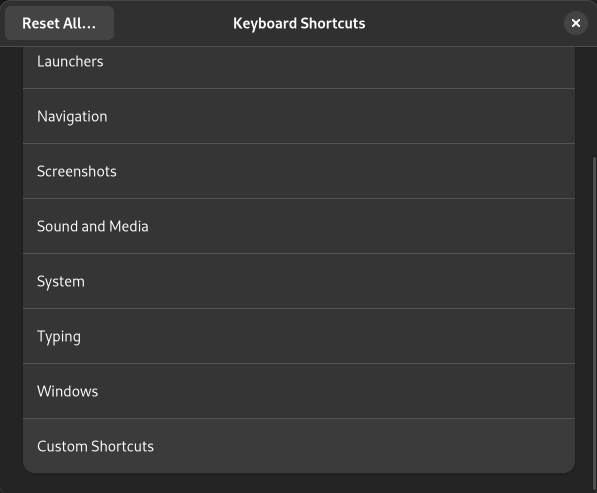 Reset All...
Keyboard Shortcuts
Launchers
Navigation
Screenshots
Sound and Media
System
Typing
Windows
Custom Shortcuts